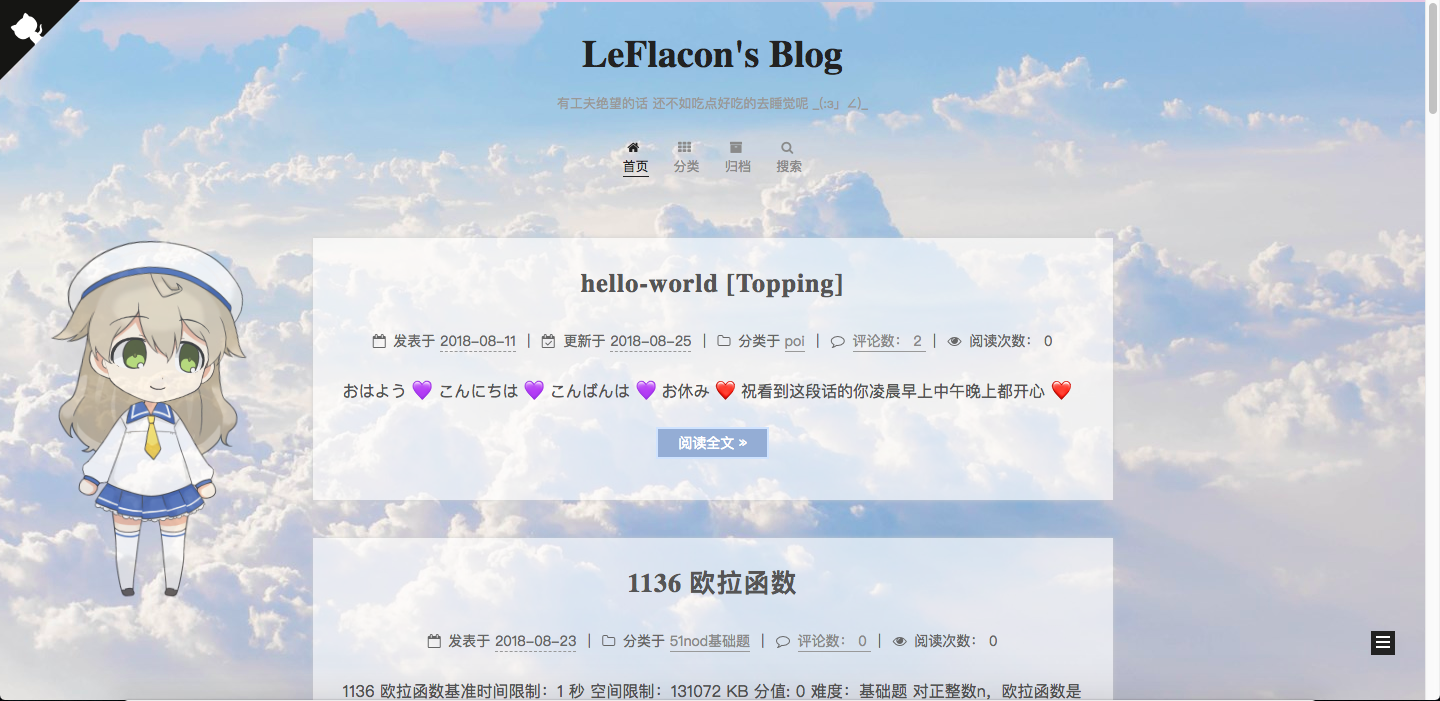 LeFlacon's Blog
有工夫绝望的话 还不如吃点好吃的去睡觉呢 _(:з」∠)_
首页 分类 归档 搜索
hello-world [Topping]
发表于 2018-08-11 | 更新于 2018-08-25 | 分类于 poi | 评论数： 2 | 阅读次数： 0
おはよう 💜 こんにちは 💜 こんばんは 💜 お休み ❤️ 祝看到这段话的你凌晨早上中午晚上都开心 ❤️
阅读全文 »
1136 欧拉函数
发表于 2018-08-23 | 分类于 51nod基础题 | 评论数： 0 | 阅读次数： 0
1136 欧拉函数基准时间限制：1 秒 空间限制：131072 KB 分值: 0 难度：基础题 对正整数n，欧拉函数是